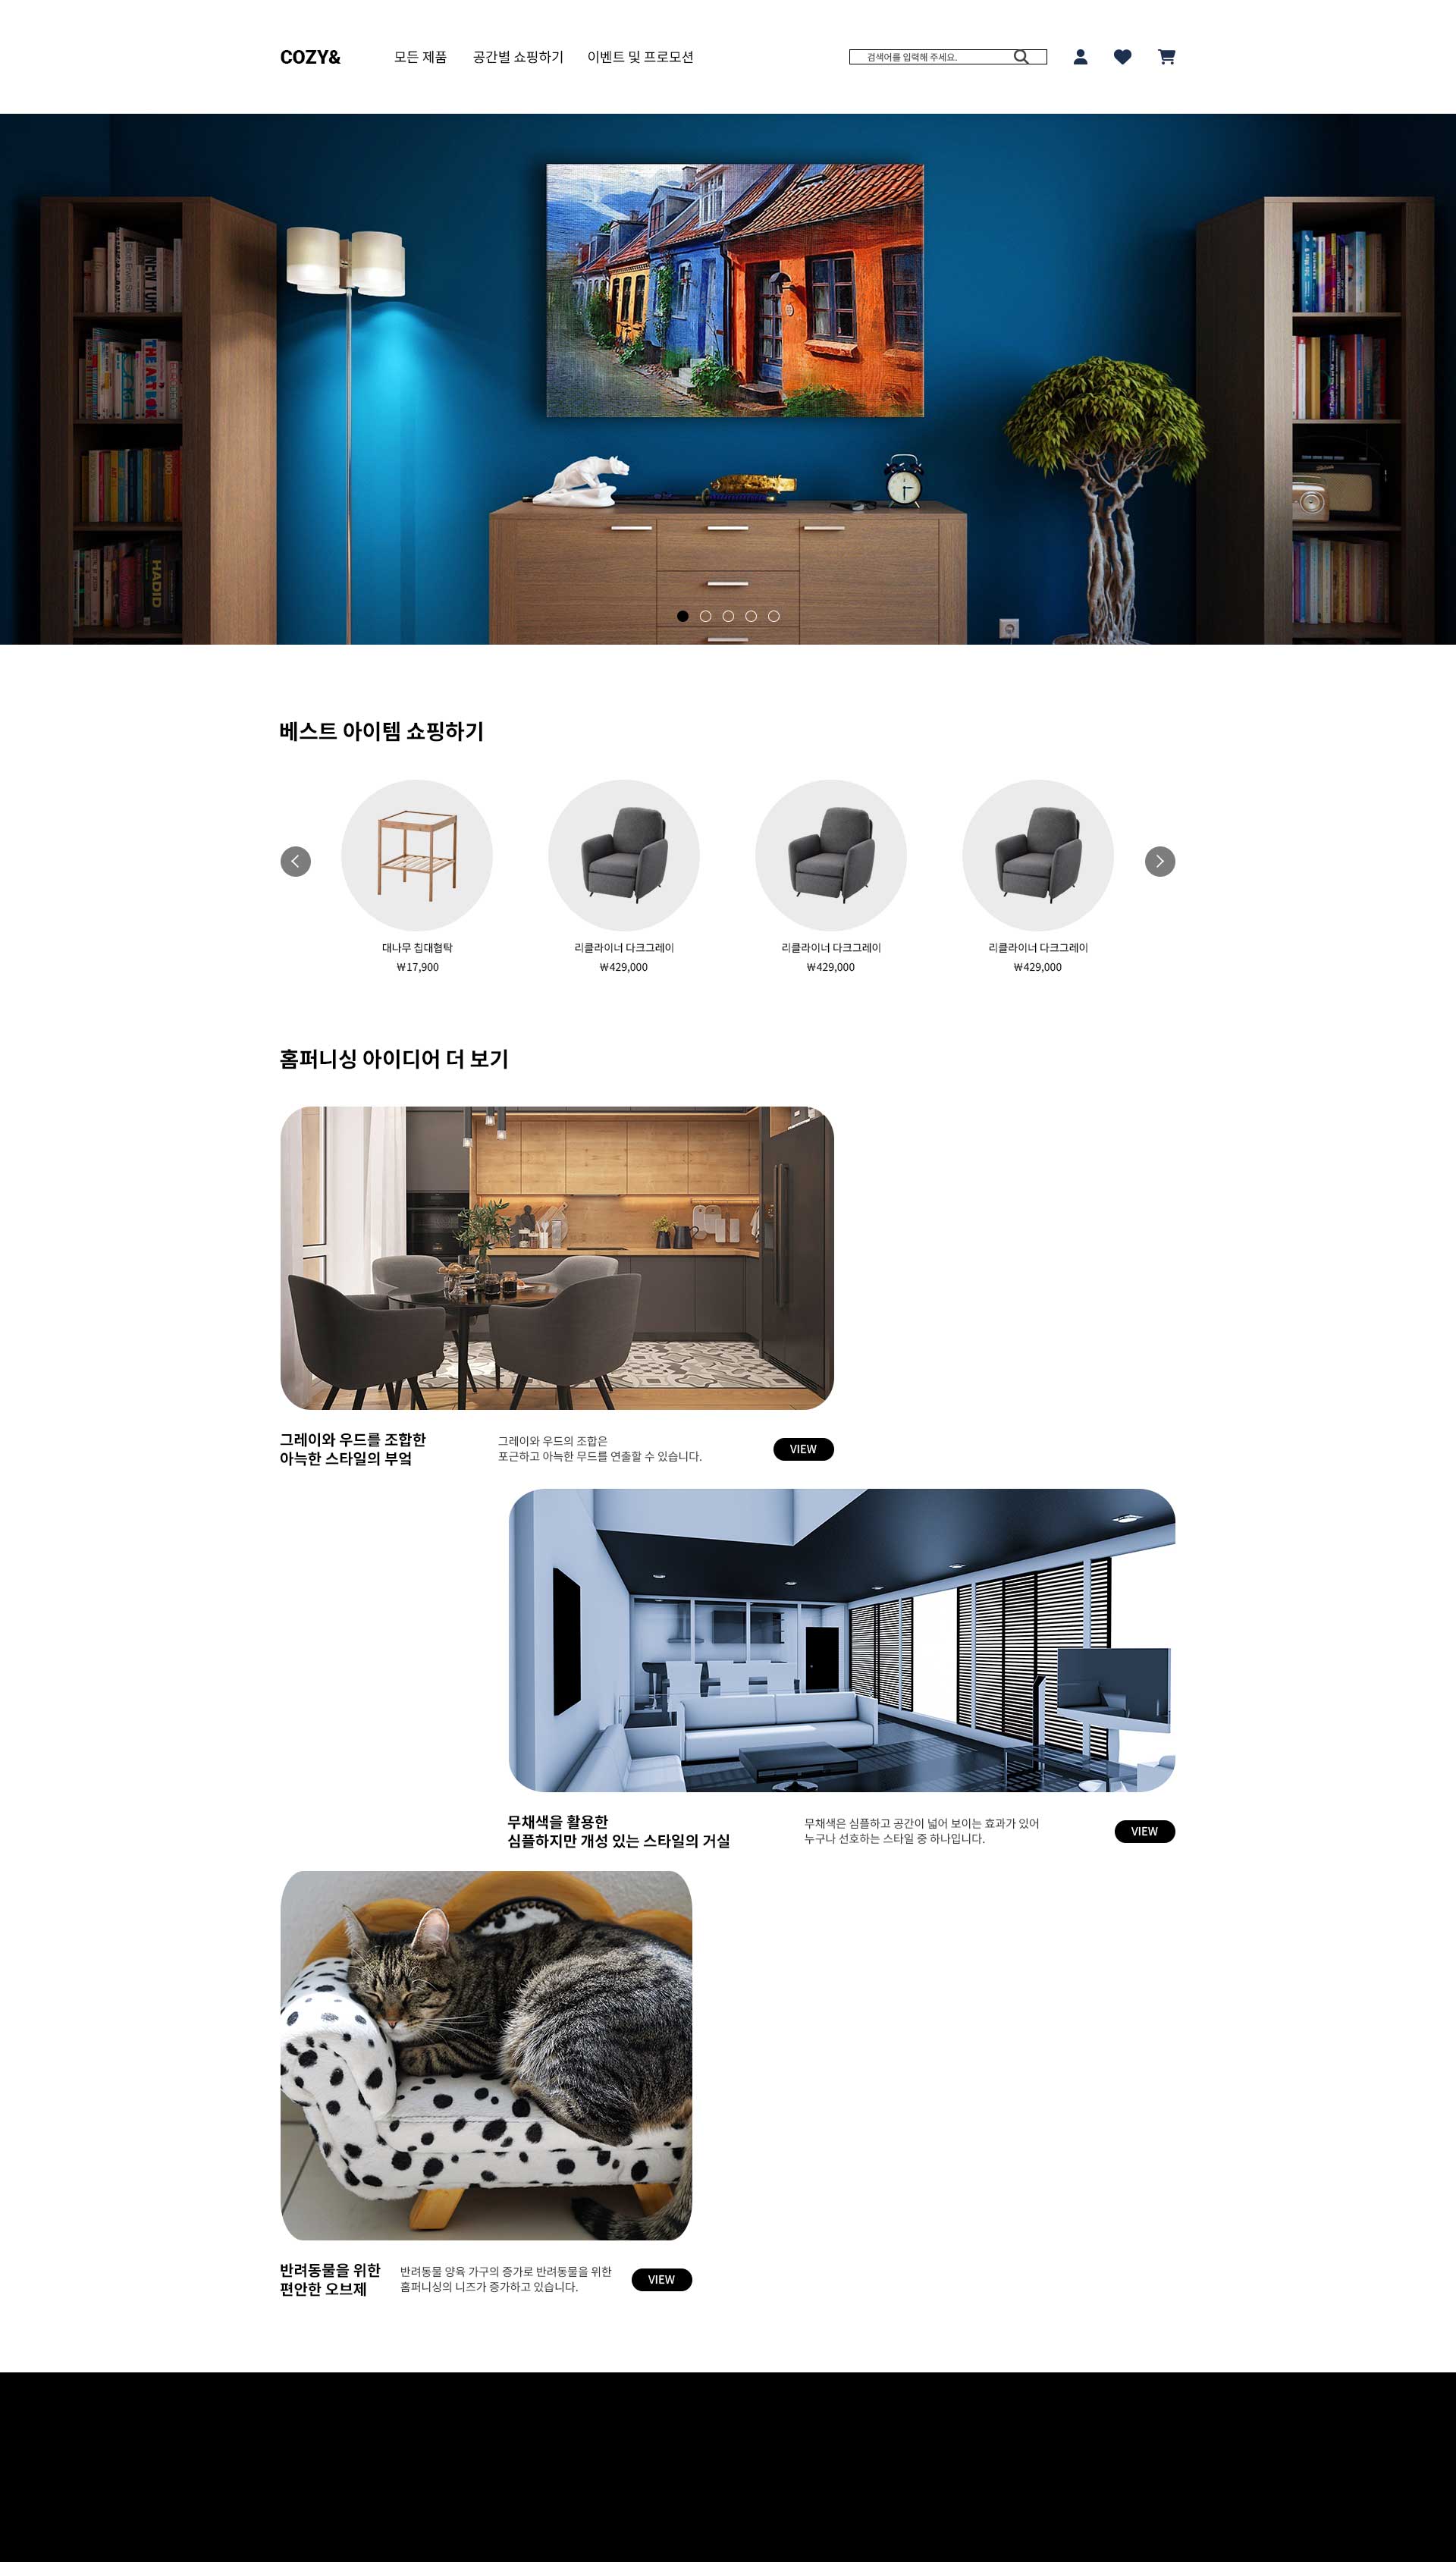 COZY&
모든 제품
공간별 쇼핑하기
이벤트 및 프로모션
검색어를 입력해 주세요.
THE ART
HADID
베스트 아이템 쇼핑하기
대나무 침대협탁
₩17,900
리클라이너 다크그레이
₩429,000
리클라이너 다크그레이
₩429,000
리클라이너 다크그레이
₩429,000
홈퍼니싱 아이디어 더 보기
그레이와 우드를 조합한
아늑한 스타일의 부엌
그레이와 우드의 조합은
포근하고 아늑한 무드를 연출할 수 있습니다.
VIEW
무채색을 활용한
심플하지만 개성 있는 스타일의 거실
무채색은 심플하고 공간이 넓어 보이는 효과가 있어
누구나 선호하는 스타일 중 하나입니다.
VIEW
반려동물을 위한
편안한 오브제
반려동물 양육 가구의 증가로 반려동물을 위한
홈퍼니싱의 니즈가 증가하고 있습니다.
VIEW